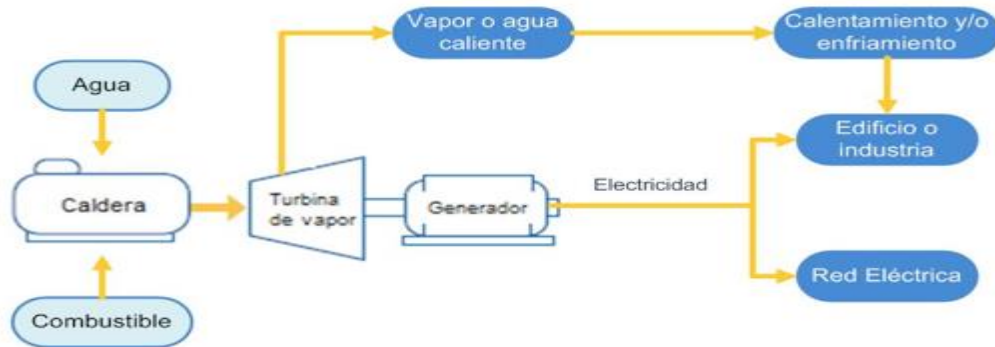 Vapor o agua
caliente
Calentamiento y/o
enfriamiento
Agua
Edificio o
industria
Caldera
Turbina
de vapor
Generador
Electricidad
Red Eléctrica
Combustible